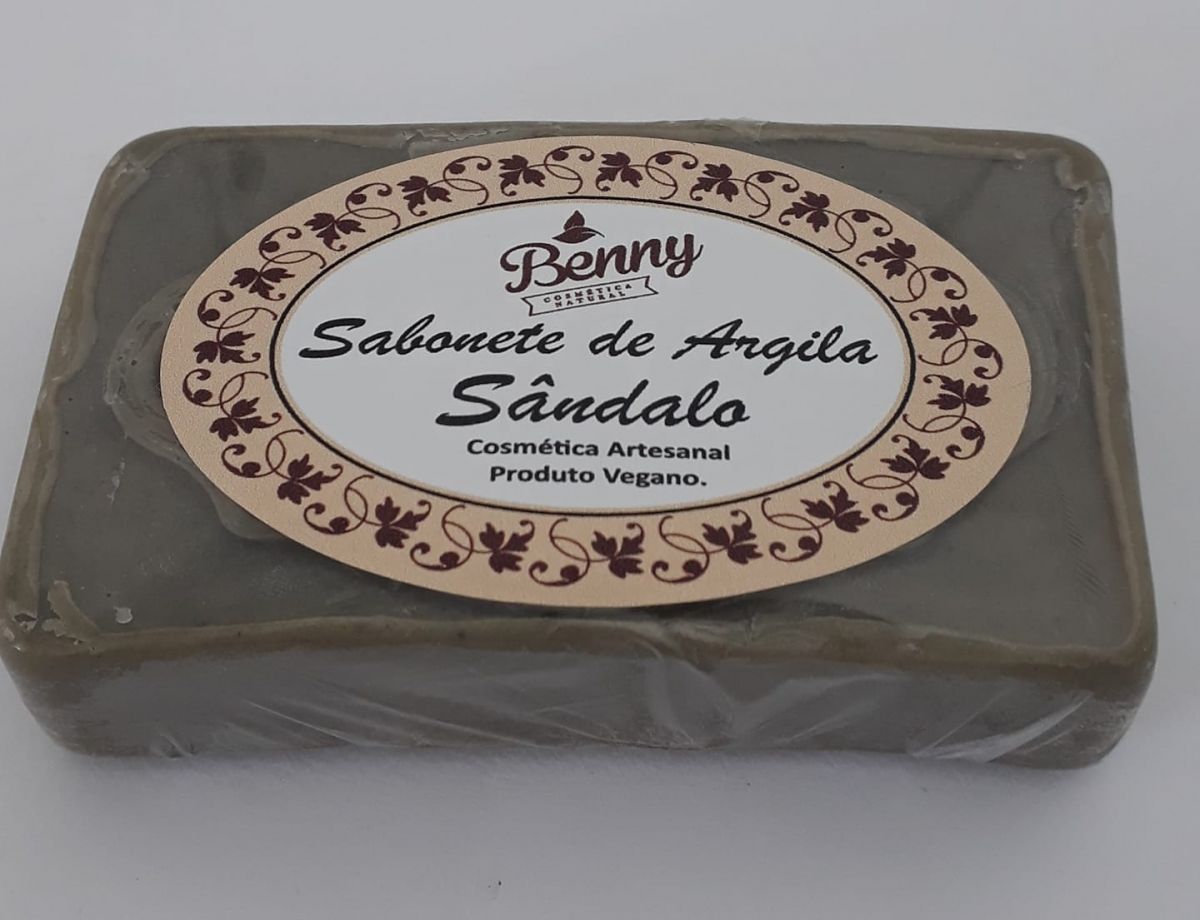 Benny
COSMÉTICA
NATURAL
Sabonete de Argila
Sândalo
Cosmética Artesanal
Produto Vegano.